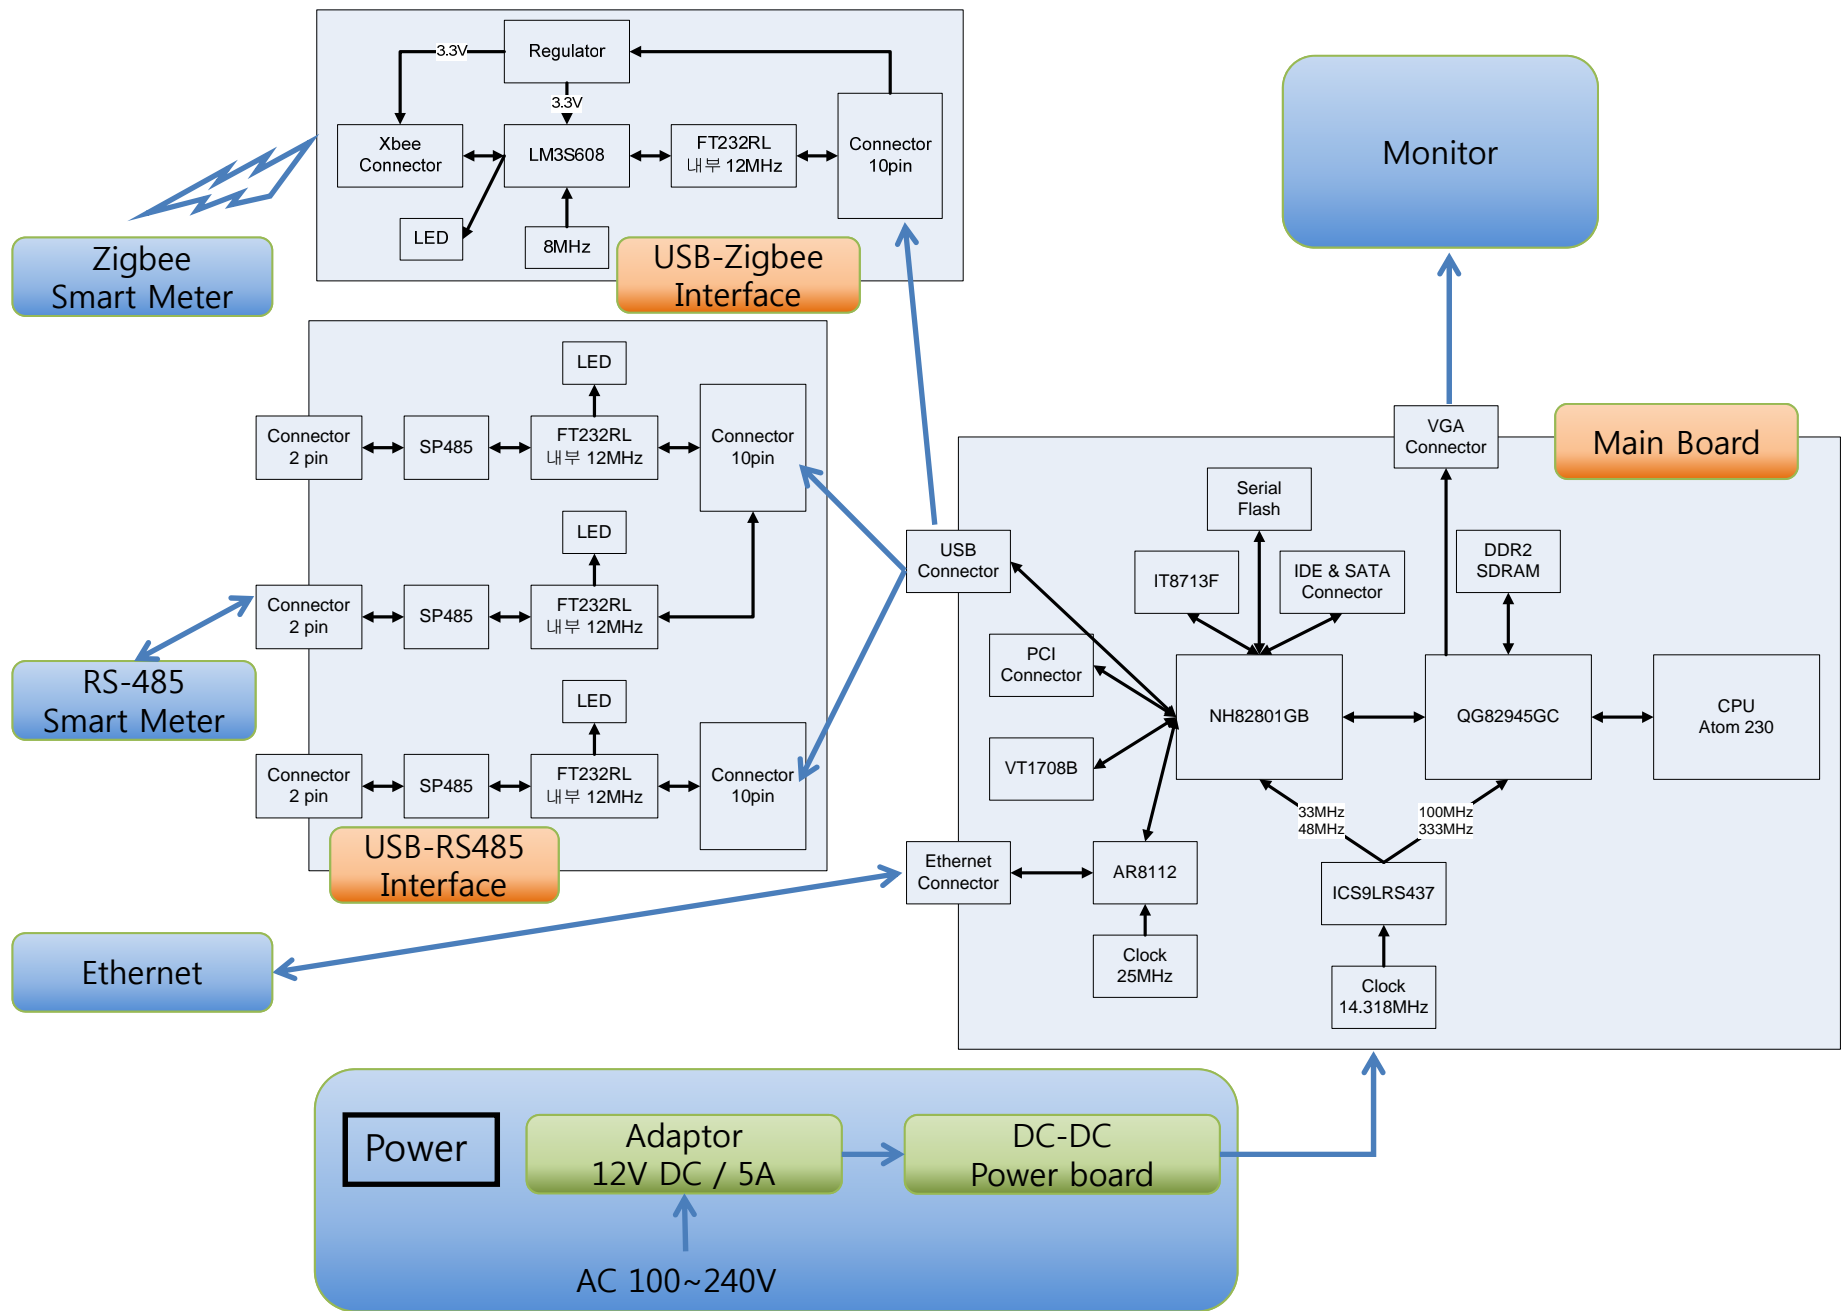 3.3V
Regulator
3.3V
Xbee
Connector
LM3S608
FT232RL
내부 12MHz
Connector
10pin
LED
8MHz
USB-Zigbee
Interface
Zigbee
Smart Meter
Monitor
LED
Connector
2 pin
SP485
FT232RL
내부 12MHz
Connector
10pin
LED
Connector
2 pin
SP485
FT232RL
내부 12MHz
RS-485
Smart Meter
LED
Connector
2 pin
SP485
FT232RL
내부 12MHz
Connector
10pin
USB-RS485
Interface
Ethernet
VGA
Connector
Main Board
Serial
Flash
USB
Connector
IT8713F
IDE & SATA
Connector
DDR2
SDRAM
PCI
Connector
NH82801GB
QG82945GC
CPU
Atom 230
VT1708B
33MHz
48MHz
100MHz
333MHz
Ethernet
Connector
AR8112
ICS9LRS437
Clock
25MHz
Clock
14.318MHz
Power
Adaptor
12V DC / 5A
DC-DC
Power board
AC 100~240V